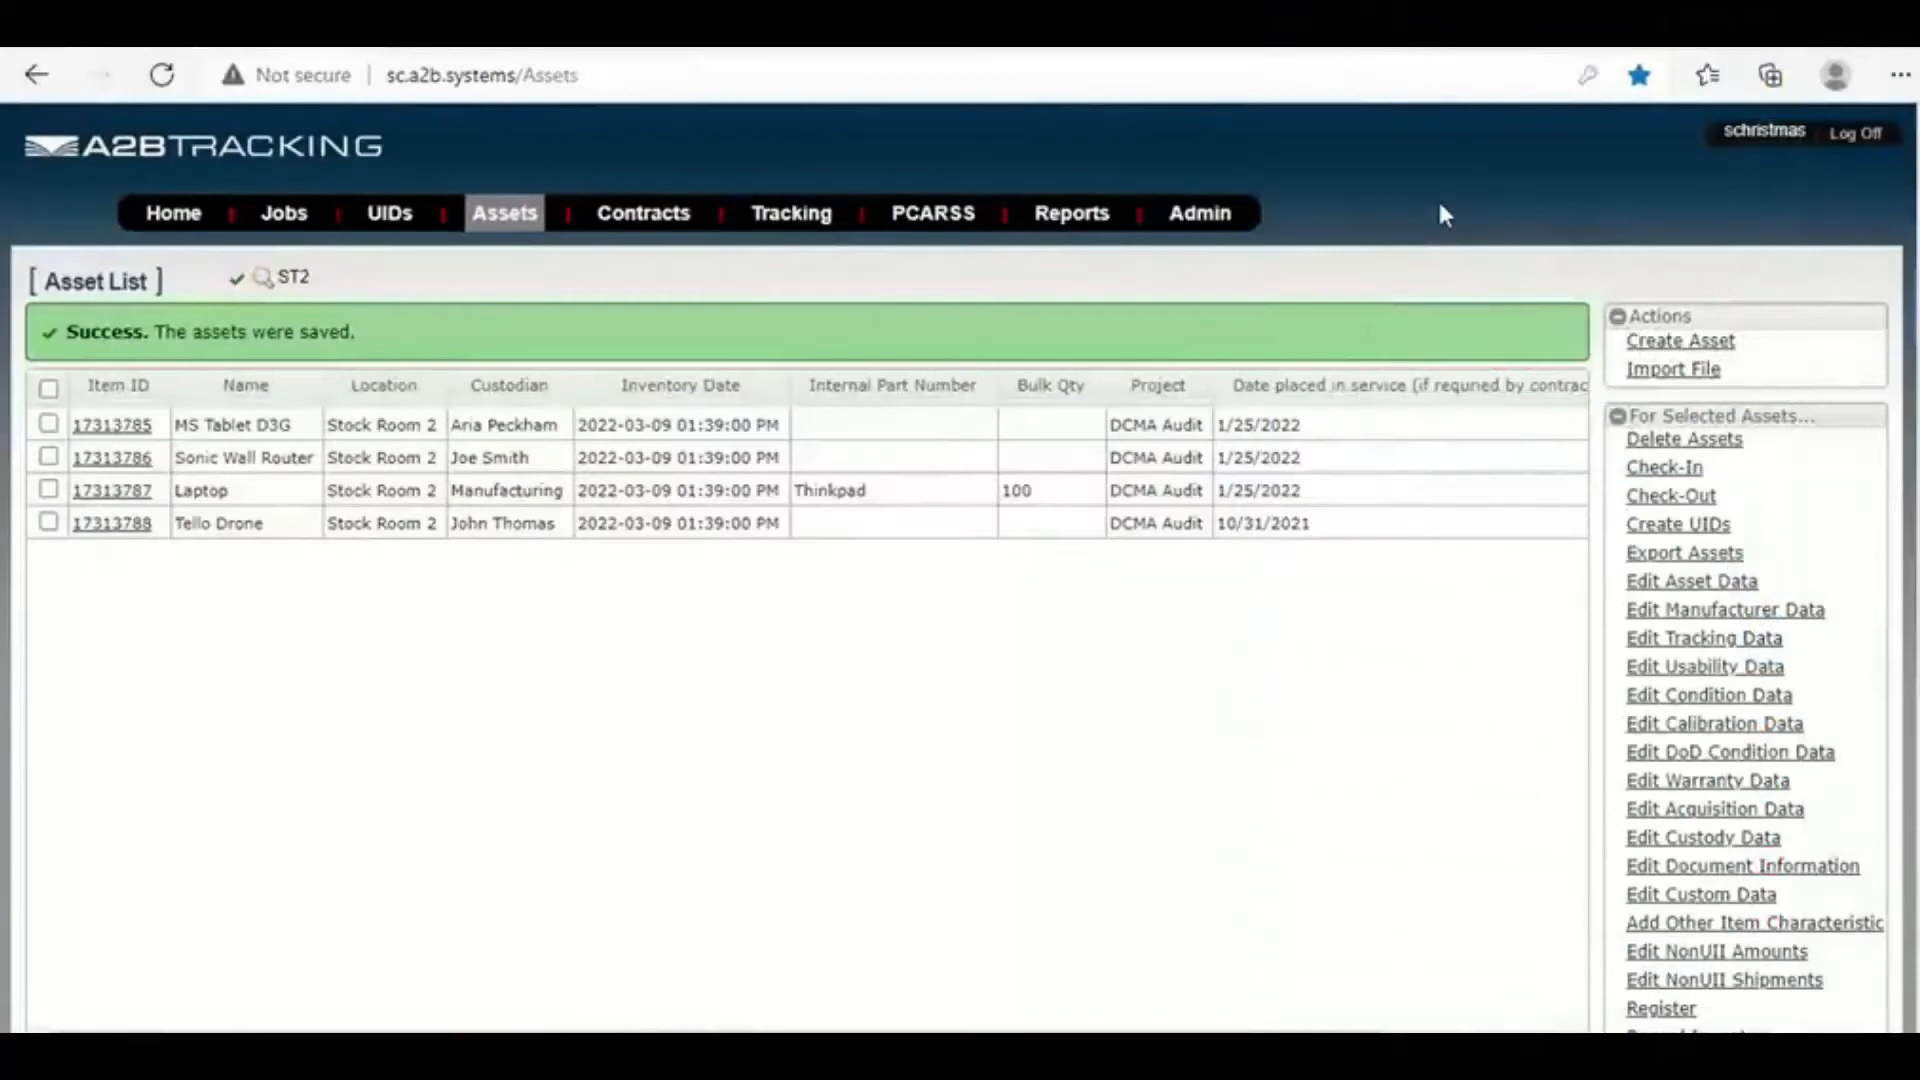 Not secure | sc.a2b.systems/Assets
A2BTRACKING
schristmas Log Off
Home | Jobs | UIDs | Assets | Contracts | Tracking | PCARSS | Reports | Admin
[ Asset List ] ST2
Success. The assets were saved.
Item ID Name Location Custodian Inventory Date Internal Part Number Bulk Qty Project Date placed in service (if required by contrac
17313785 MS Tablet D3G Stock Room 2 Aria Peckham 2022-03-09 01:39:00 PM DCMA Audit 1/25/2022
17313786 Sonic Wall Router Stock Room 2 Joe Smith 2022-03-09 01:39:00 PM DCMA Audit 1/25/2022
17313787 Laptop Stock Room 2 Manufacturing 2022-03-09 01:39:00 PM Thinkpad 100 DCMA Audit 1/25/2022
17313788 Tello Drone Stock Room 2 John Thomas 2022-03-09 01:39:00 PM DCMA Audit 10/31/2021
Actions
Create Asset
Import File
For Selected Assets...
Delete Assets
Check-In
Check-Out
Create UIDs
Export Assets
Edit Asset Data
Edit Manufacturer Data
Edit Tracking Data
Edit Usability Data
Edit Condition Data
Edit Calibration Data
Edit DoD Condition Data
Edit Warranty Data
Edit Acquisition Data
Edit Custody Data
Edit Document Information
Edit Custom Data
Add Other Item Characteristic
Edit NonUII Amounts
Edit NonUII Shipments
Register